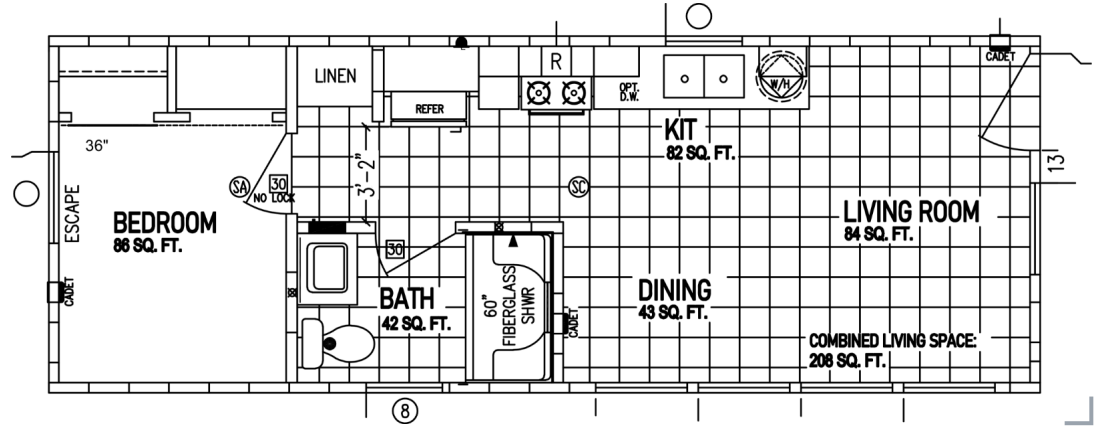 CADET
LINEN
REFER
R
OPT.
D.W.
W/H
36"
KIT
82 SQ. FT.
3'-2"
SA
30
NO LOCK
SC
13
ESCAPE
BEDROOM
86 SQ. FT.
LIVING ROOM
84 SQ. FT.
30
CADET
BATH
42 SQ. FT.
60"
FIBERGLASS
SHWR
CADET
DINING
43 SQ. FT.
COMBINED LIVING SPACE:
208 SQ. FT.
8